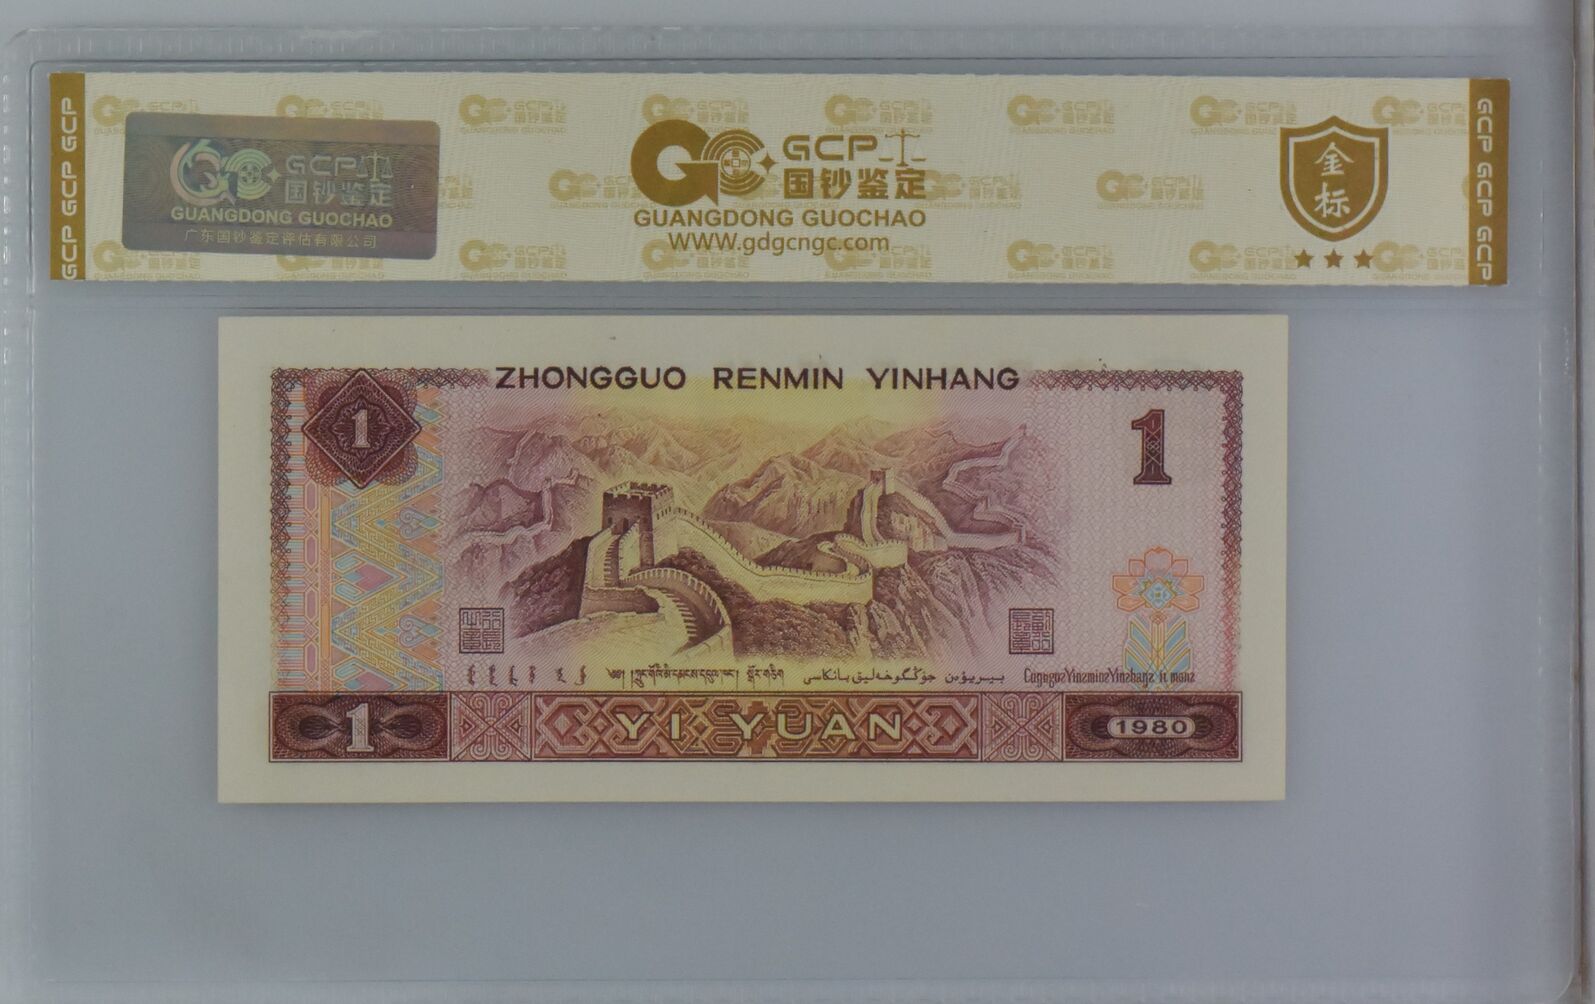 GCP GCP GCP
GCP 国钞鉴定
GUANGDONG GUOCHAO
广东国钞鉴定评估有限公司
GCP
国钞鉴定
GUANGDONG GUOCHAO
WWW.gdgcngc.com
金标
GCP GCP GCP
ZHONGGUO RENMIN YINHANG
1
1
1
YI YUAN
1980